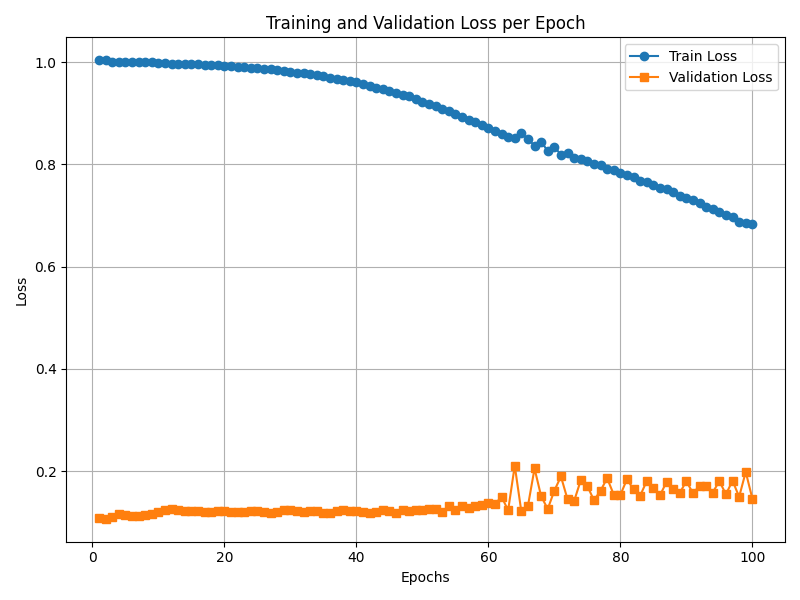 Training and Validation Loss per Epoch
Train Loss
Validation Loss
1.0
0.8
0.6
0.4
0.2
Loss
0 20 40 60 80 100
Epochs